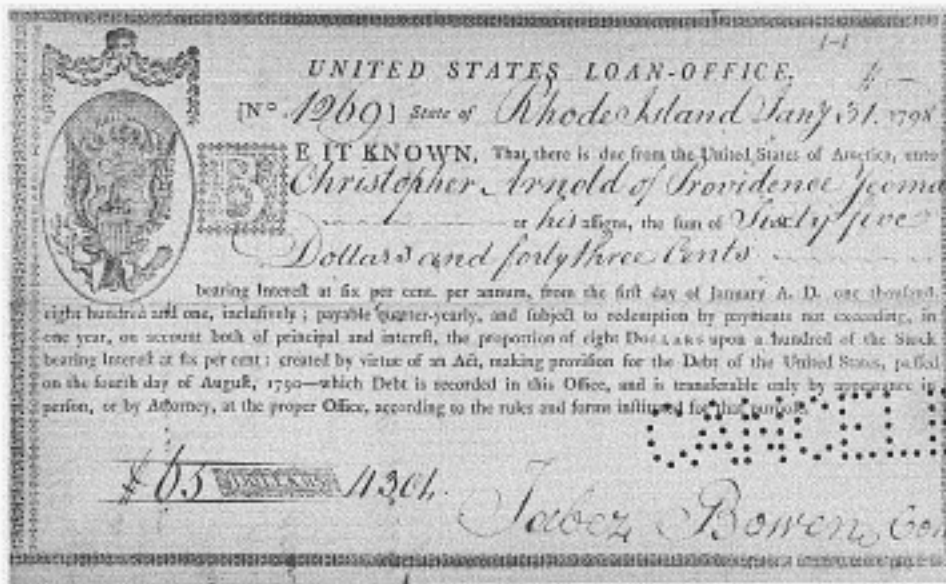 1-1
UNITED STATES LOAN-OFFICE.
[No. 1269] State of Rhode Island Jany 31. 1798
BE IT KNOWN, That there is due from the United States of America, unto
Christopher Arnold of Providence Yeoma
or his assigns, the sum of Sixty five
Dollars and forty three Cents
bearing Interest at six per cent. per annum, from the first day of January A. D. one thousand,
eight hundred and one, inclusively; payable quarter-yearly, and subject to redemption by payments not exceeding, in
one year, on account both of principal and interest, the proportion of eight DOLLARS upon a hundred of the Stock
bearing Interest at six per cent; created by virtue of an Act, making provision for the Debt of the United States, passed
on the fourth day of August, 1790—which Debt is recorded in this Office, and is transferable only by appearance in
person, or by Attorney, at the proper Office, according to the rules and forms instituted for that purpose.
CANCELL
$ 65 DOLLARS 43 Cts.
Jabez Bowen Com